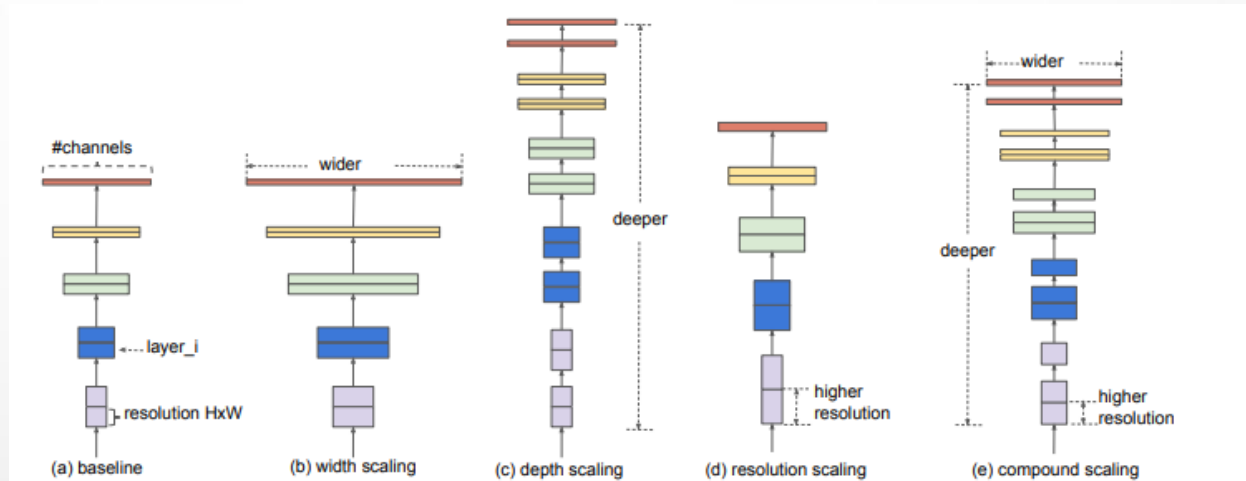 #channels
layer_i
resolution HxW
(a) baseline
wider
(b) width scaling
deeper
(c) depth scaling
higher
resolution
(d) resolution scaling
wider
deeper
higher
resolution
(e) compound scaling